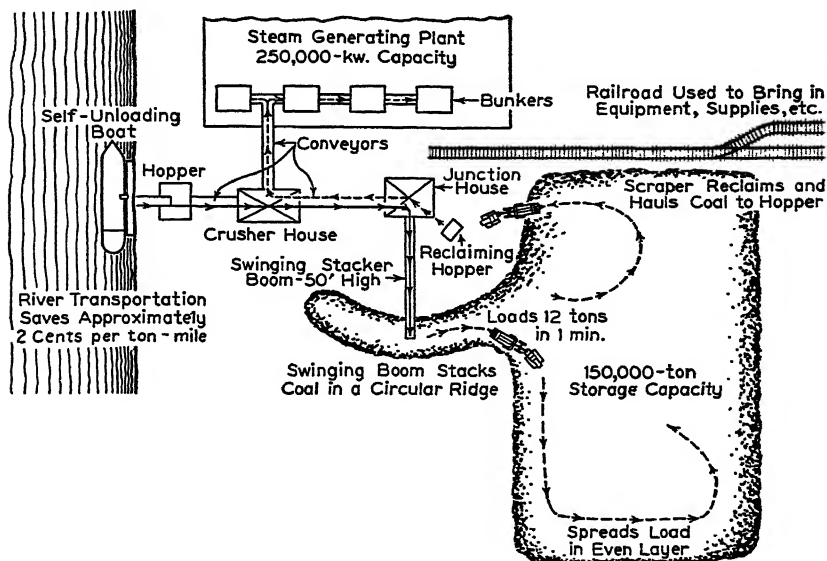 Steam Generating Plant
250,000-kw. Capacity
Bunkers
Railroad Used to Bring in
Equipment, Supplies, etc.
Self-Unloading
Boat
Hopper
Conveyors
Junction
House
Scraper Reclaims and
Hauls Coal to Hopper
Crusher House
Reclaiming
Hopper
Swinging Stacker
Boom-50' High
River Transportation
Saves Approximately
2 Cents per ton-mile
Loads 12 tons
in 1 min.
Swinging Boom Stacks
Coal in a Circular Ridge
150,000-ton
Storage Capacity
Spreads Load
in Even Layer